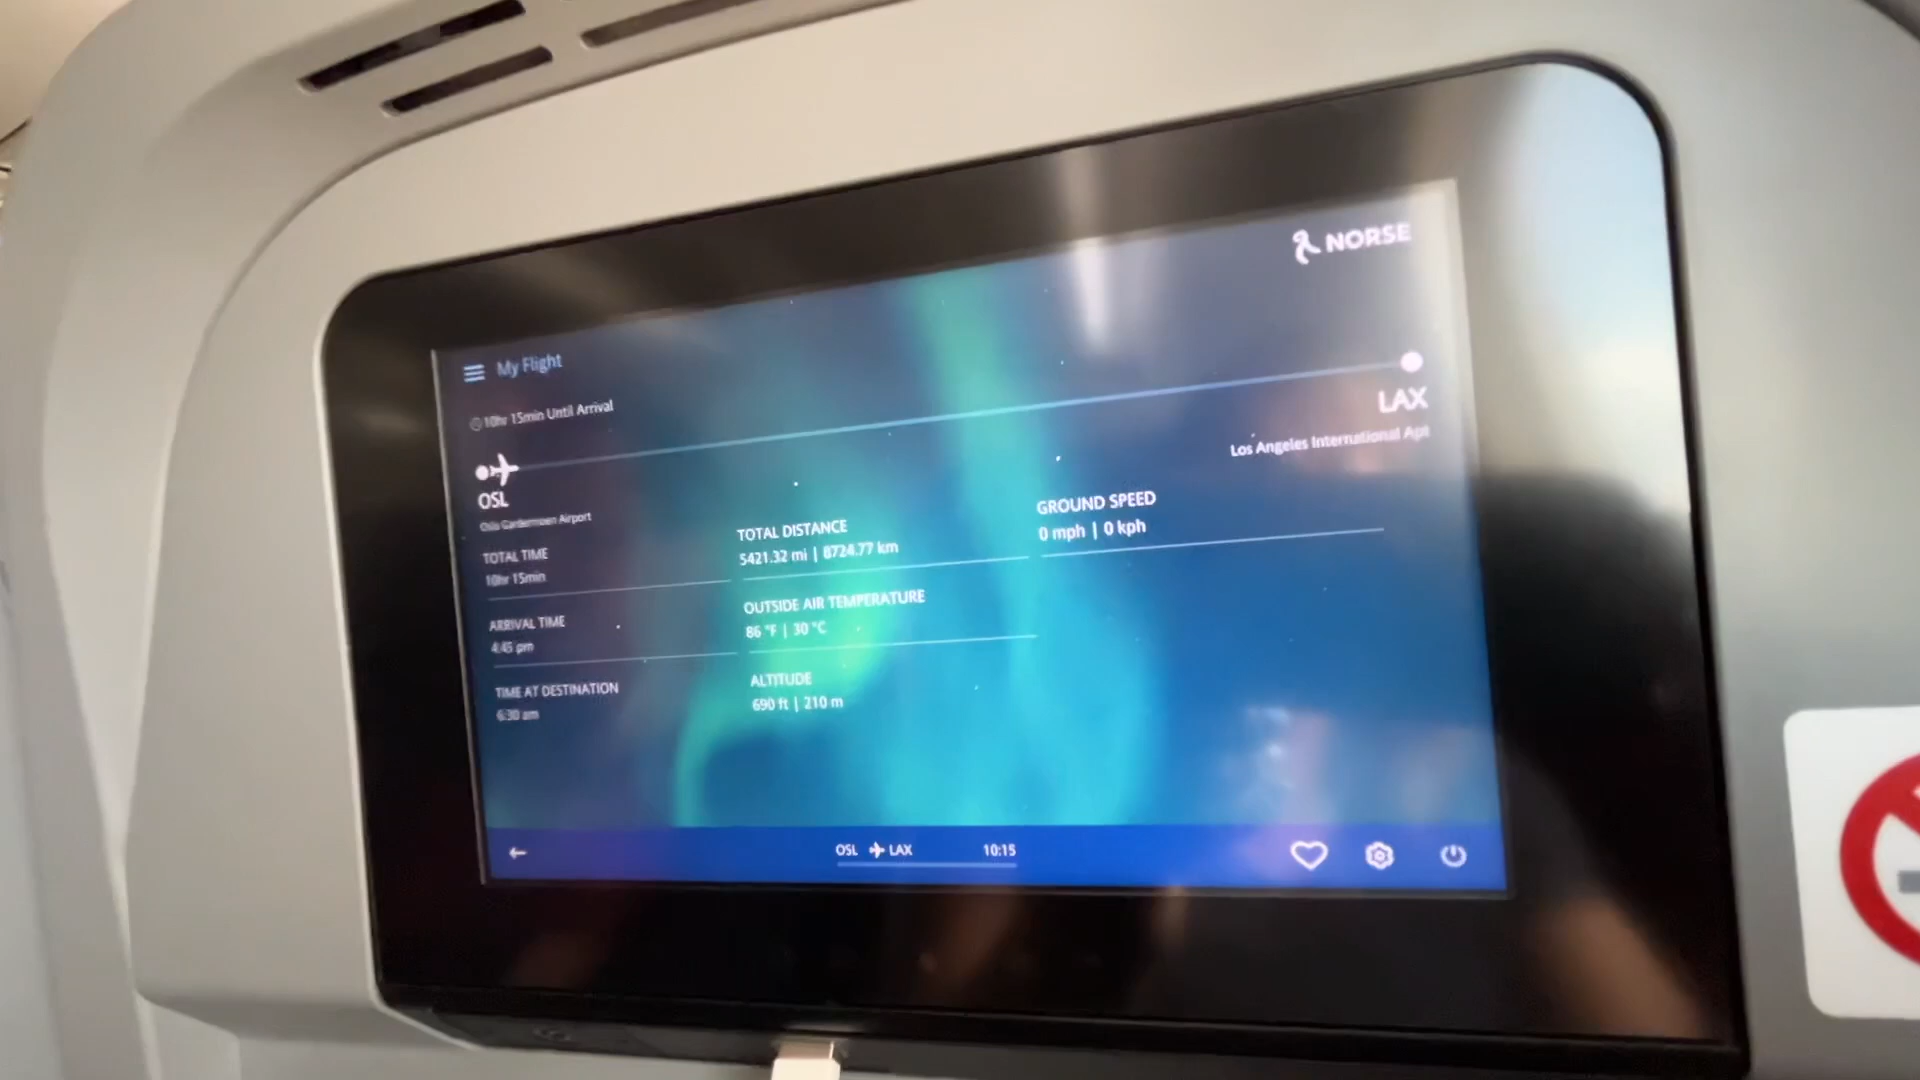 NORSE
My Flight
10hr 15min Until Arrival
LAX
Los Angeles International Apt
OSL
Oslo Gardermoen Airport
TOTAL TIME
10hr 15min
TOTAL DISTANCE
5421.32 mi | 8724.77 km
GROUND SPEED
0 mph | 0 kph
ARRIVAL TIME
4:45 pm
OUTSIDE AIR TEMPERATURE
86 °F | 30 °C
TIME AT DESTINATION
6:30 am
ALTITUDE
690 ft | 210 m
OSL LAX 10:15